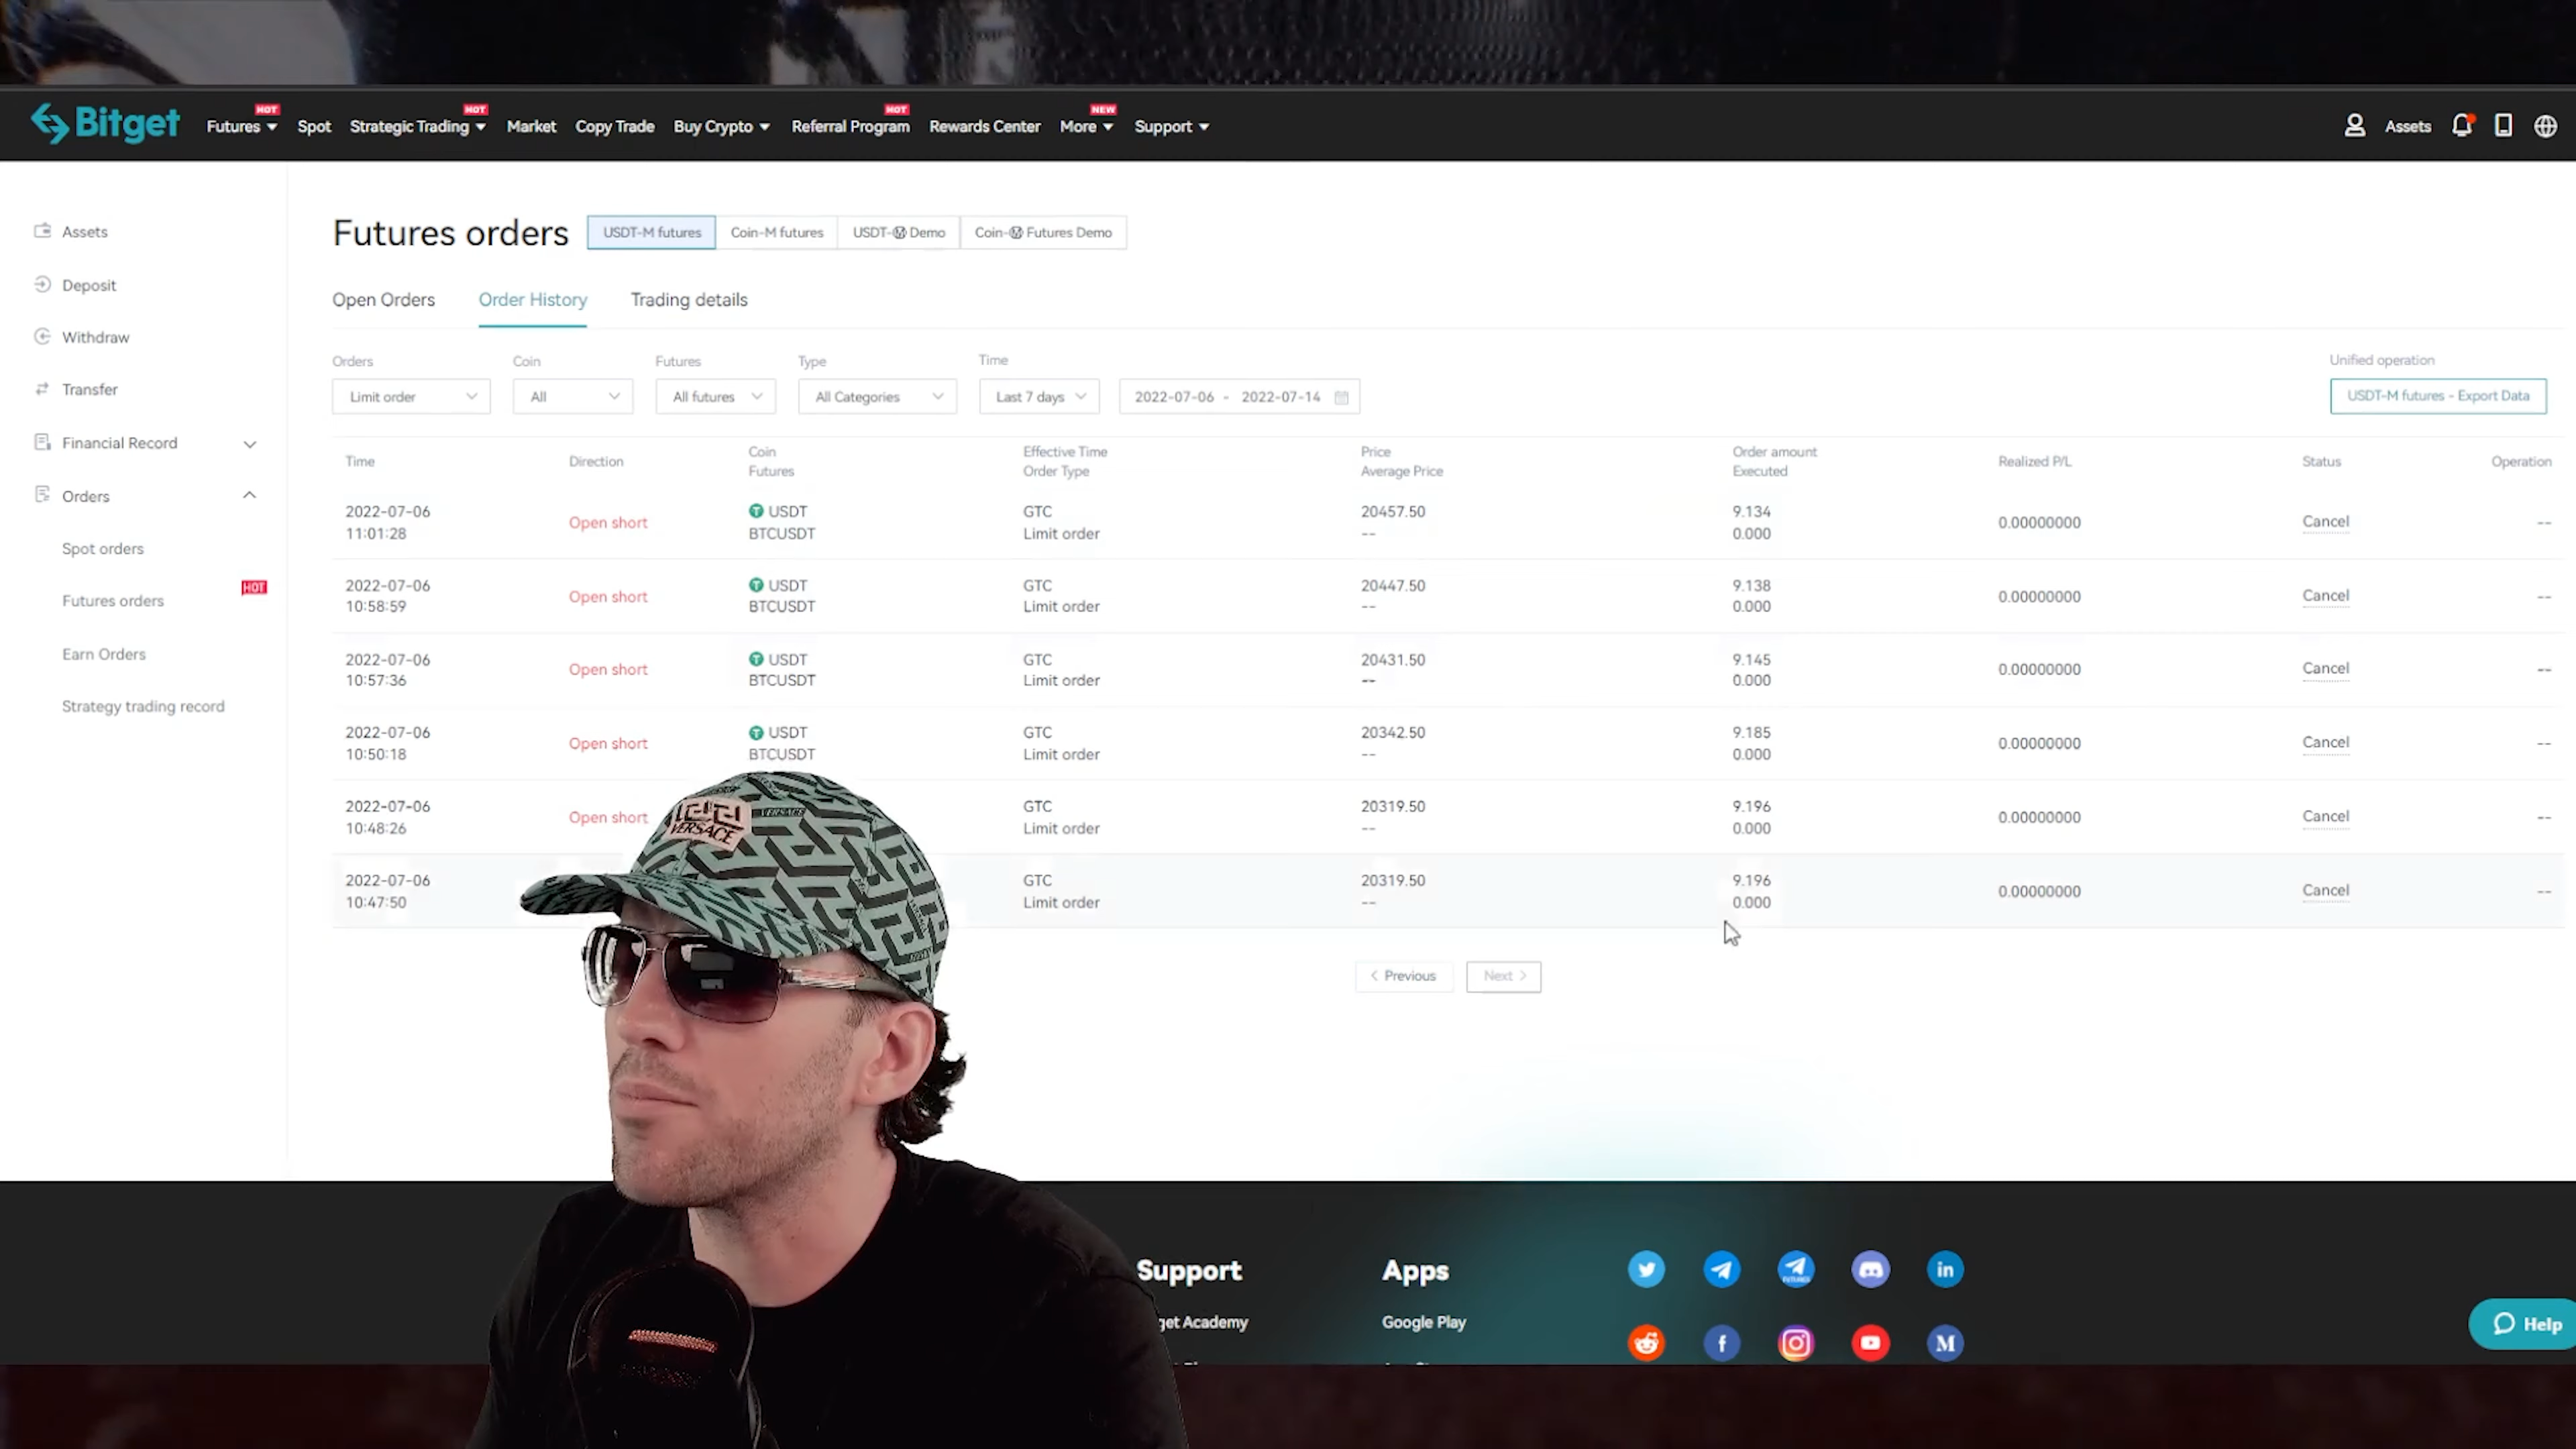 Bitget
Futures HOT Spot Strategic Trading HOT Market Copy Trade Buy Crypto Referral Program HOT Rewards Center More NEW Support Assets
Assets
Deposit
Withdraw
Transfer
Financial Record
Orders
Spot orders
Futures orders HOT
Earn Orders
Strategy trading record
Futures orders USDT-M futures Coin-M futures USDT-Ⓜ Demo Coin-Ⓜ Futures Demo
Open Orders Order History Trading details
Orders Coin Futures Type Time Unified operation
Limit order All All futures All Categories Last 7 days 2022-07-06 - 2022-07-14 USDT-M futures - Export Data
Time Direction Coin Effective Time Price Order amount Realized P/L Status Operation
Futures Order Type Average Price Executed
2022-07-06 Open short USDT GTC 20457.50 9.134 0.00000000 Cancel --
11:01:28 BTCUSDT Limit order -- 0.000
2022-07-06 Open short USDT GTC 20447.50 9.138 0.00000000 Cancel --
10:58:59 BTCUSDT Limit order -- 0.000
2022-07-06 Open short USDT GTC 20431.50 9.145 0.00000000 Cancel --
10:57:36 BTCUSDT Limit order -- 0.000
2022-07-06 Open short USDT GTC 20342.50 9.185 0.00000000 Cancel --
10:50:18 BTCUSDT Limit order -- 0.000
2022-07-06 Open short GTC 20319.50 9.196 0.00000000 Cancel --
10:48:26 Limit order -- 0.000
2022-07-06 GTC 20319.50 9.196 0.00000000 Cancel --
10:47:50 Limit order -- 0.000
< Previous Next >
VERSACE
Support Apps
get Academy Google Play
Help